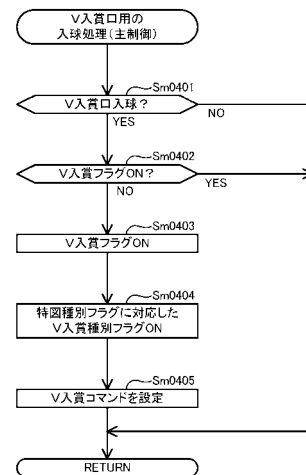 V入賞口用の
入球処理(主制御)
Sm0401
V入賞口入球?
NO
YES
Sm0402
V入賞フラグON?
YES
NO
Sm0403
V入賞フラグON
Sm0404
特図種別フラグに対応した
V入賞種別フラグON
Sm0405
V入賞コマンドを設定
RETURN